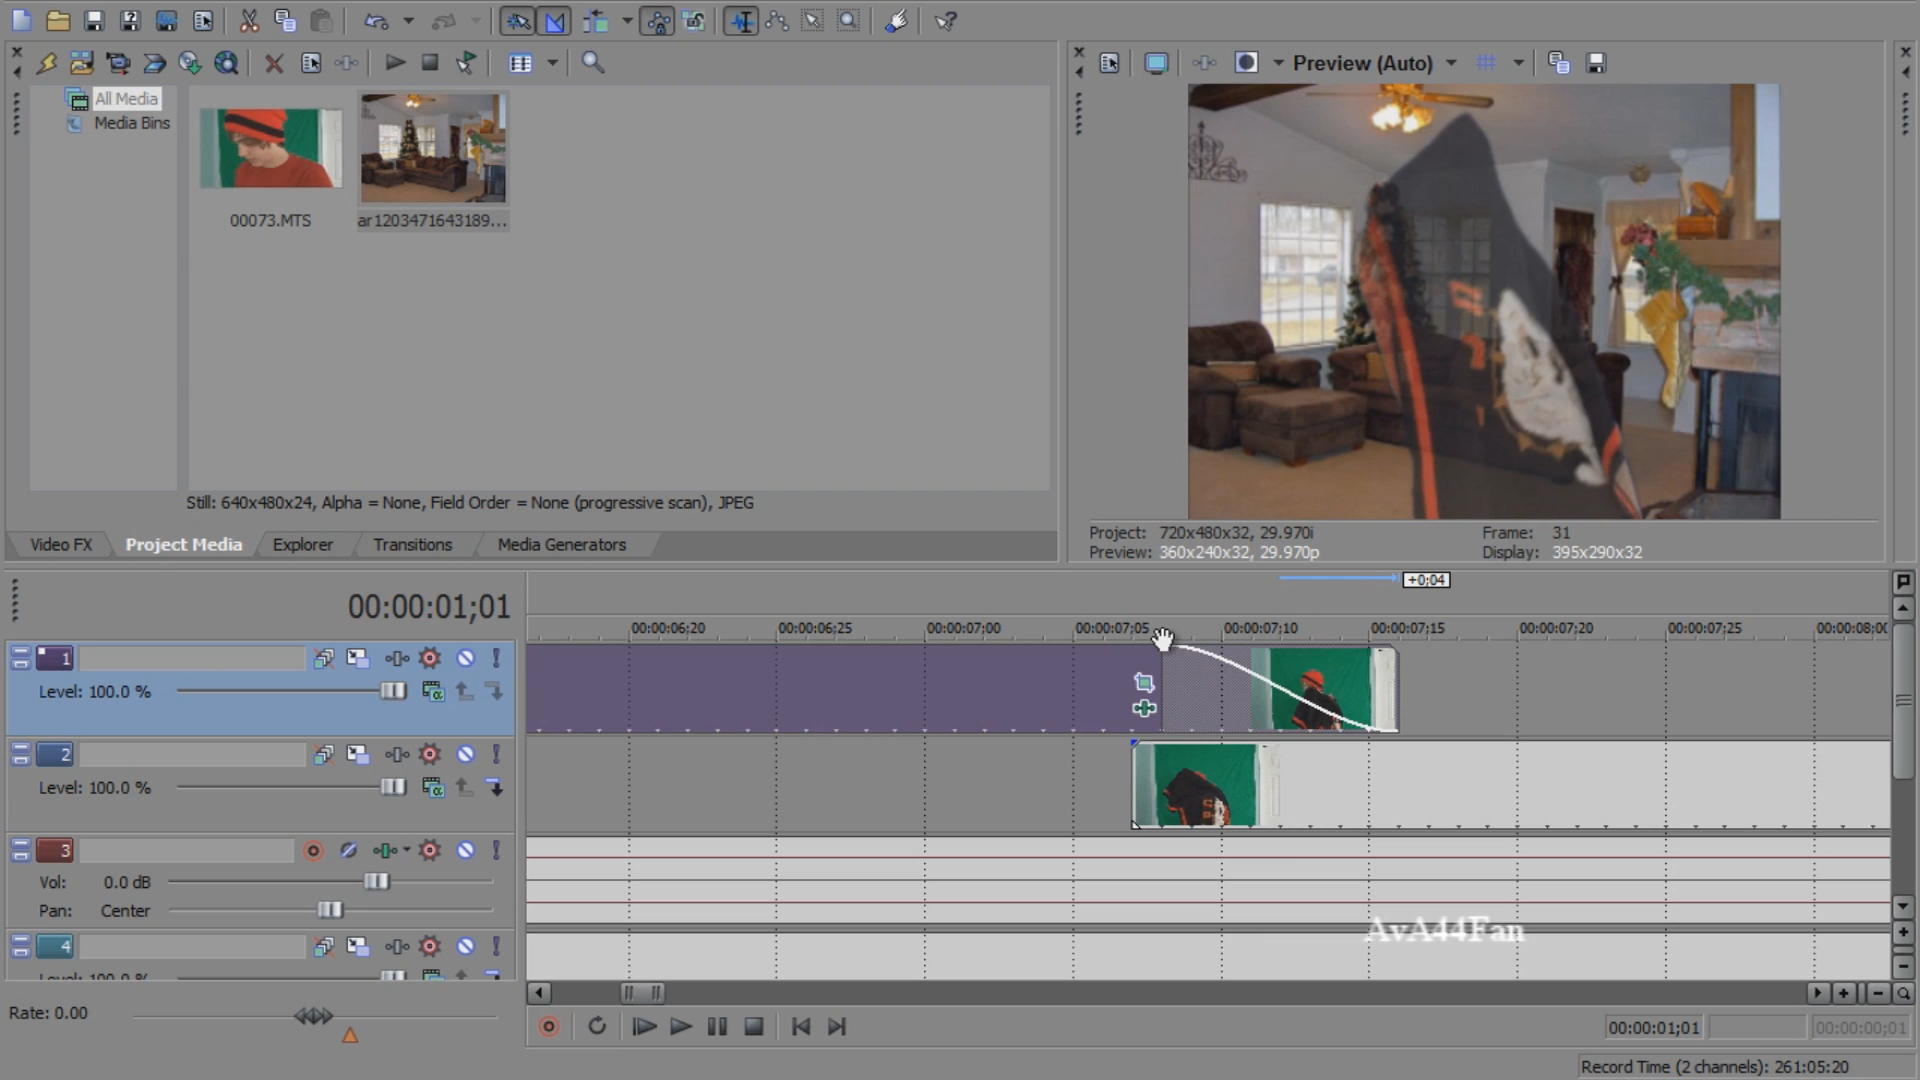 Preview (Auto)
All Media
Media Bins
00073.MTS
ar1203471643189...
Still: 640x480x24, Alpha = None, Field Order = None (progressive scan), JPEG
Project: 720x480x32, 29.970i
Frame: 31
Preview: 360x240x32, 29.970p
Display: 395x290x32
Video FX
Project Media
Explorer
Transitions
Media Generators
+0;04
00:00:01;01
00:00:06;20
00:00:06;25
00:00:07;00
00:00:07;05
00:00:07;10
00:00:07;15
00:00:07;20
00:00:07;25
00:00:08;00
1
Level: 100.0 %
2
Level: 100.0 %
3
Vol: 0.0 dB
Pan: Center
AvA44Fan
4
Level: 100.0 %
Rate: 0.00
00:00:01;01
00:00:00;01
Record Time (2 channels): 261:05:20